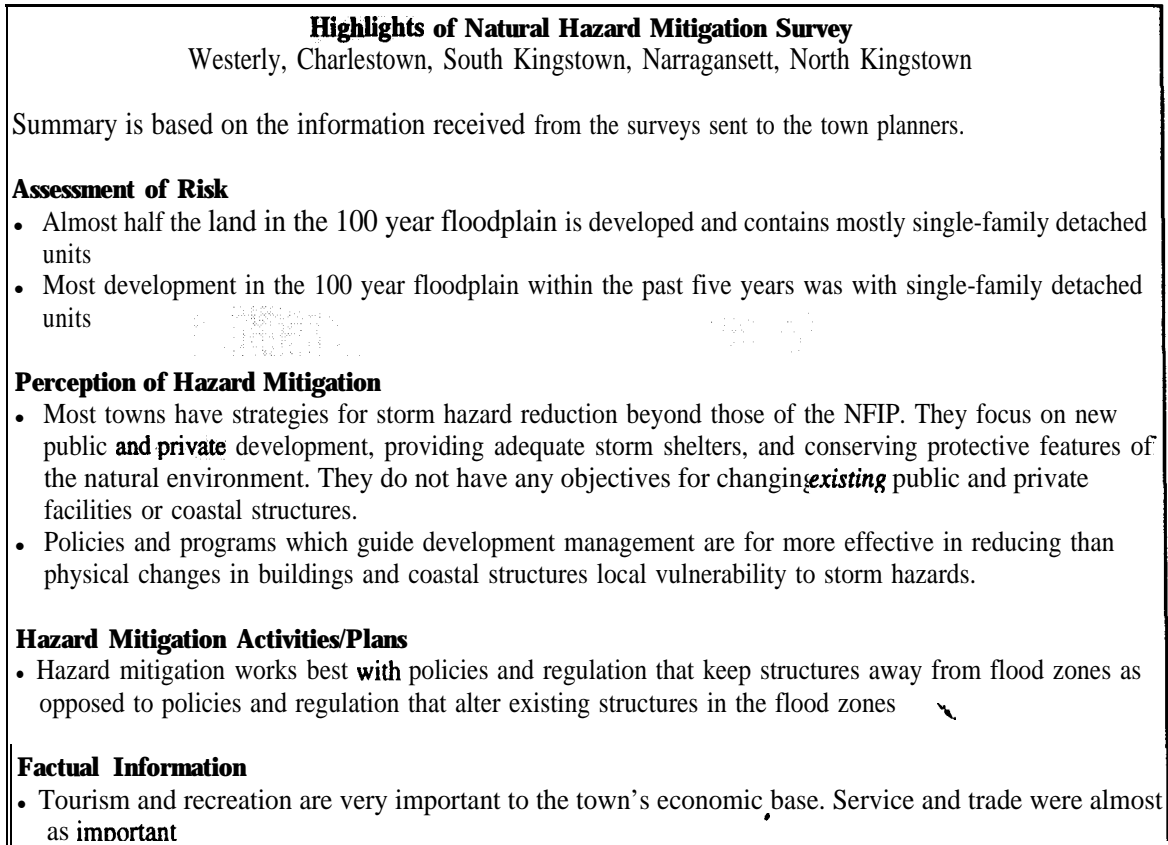 Highlights of Natural Hazard Mitigation Survey
Westerly, Charlestown, South Kingstown, Narragansett, North Kingstown
Summary is based on the information received from the surveys sent to the town planners.
Assessment of Risk
• Almost half the land in the 100 year floodplain is developed and contains mostly single-family detached
units
• Most development in the 100 year floodplain within the past five years was with single-family detached
units
Perception of Hazard Mitigation
• Most towns have strategies for storm hazard reduction beyond those of the NFIP. They focus on new
public and private development, providing adequate storm shelters, and conserving protective features of
the natural environment. They do not have any objectives for changing existing public and private
facilities or coastal structures.
• Policies and programs which guide development management are for more effective in reducing than
physical changes in buildings and coastal structures local vulnerability to storm hazards.
Hazard Mitigation Activities/Plans
• Hazard mitigation works best with policies and regulation that keep structures away from flood zones as
opposed to policies and regulation that alter existing structures in the flood zones
Factual Information
• Tourism and recreation are very important to the town's economic base. Service and trade were almost
as important